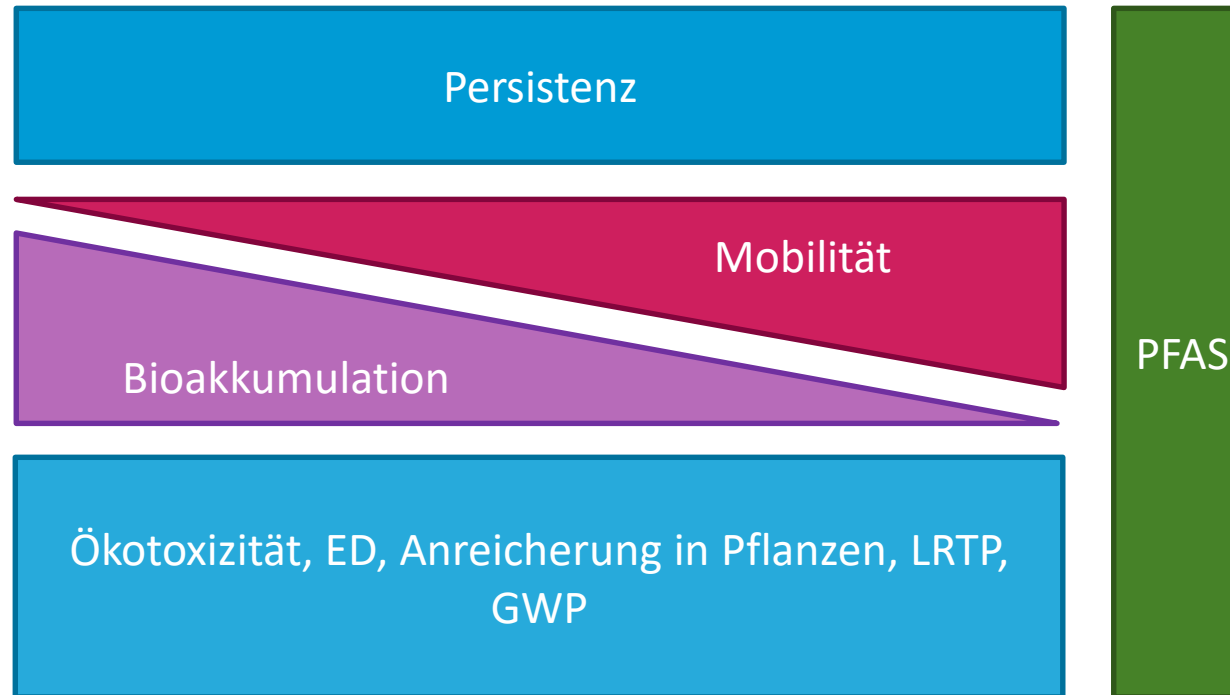 Persistenz
Mobilität
Bioakkumulation
PFAS
Ökotoxizität, ED, Anreicherung in Pflanzen, LRTP,
GWP